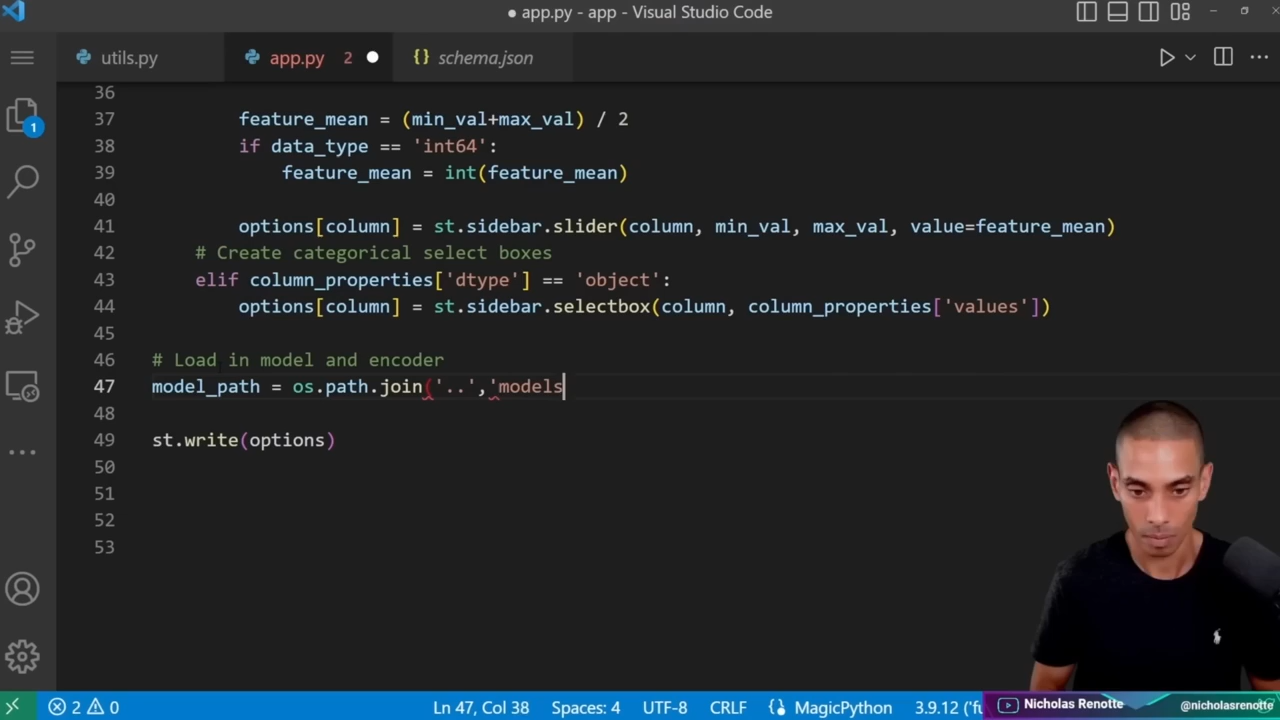 ● app.py - app - Visual Studio Code
utils.py
app.py 2
{} schema.json
36
37 feature_mean = (min_val+max_val) / 2
38 if data_type == 'int64':
39 feature_mean = int(feature_mean)
40
41 options[column] = st.sidebar.slider(column, min_val, max_val, value=feature_mean)
42 # Create categorical select boxes
43 elif column_properties['dtype'] == 'object':
44 options[column] = st.sidebar.selectbox(column, column_properties['values'])
45
46 # Load in model and encoder
47 model_path = os.path.join('..','models
48
49 st.write(options)
50
51
52
53
1
2 0
Ln 47, Col 38
Spaces: 4
UTF-8
CRLF
MagicPython
3.9.12 ('fu
Nicholas Renotte
@nicholasrenotte